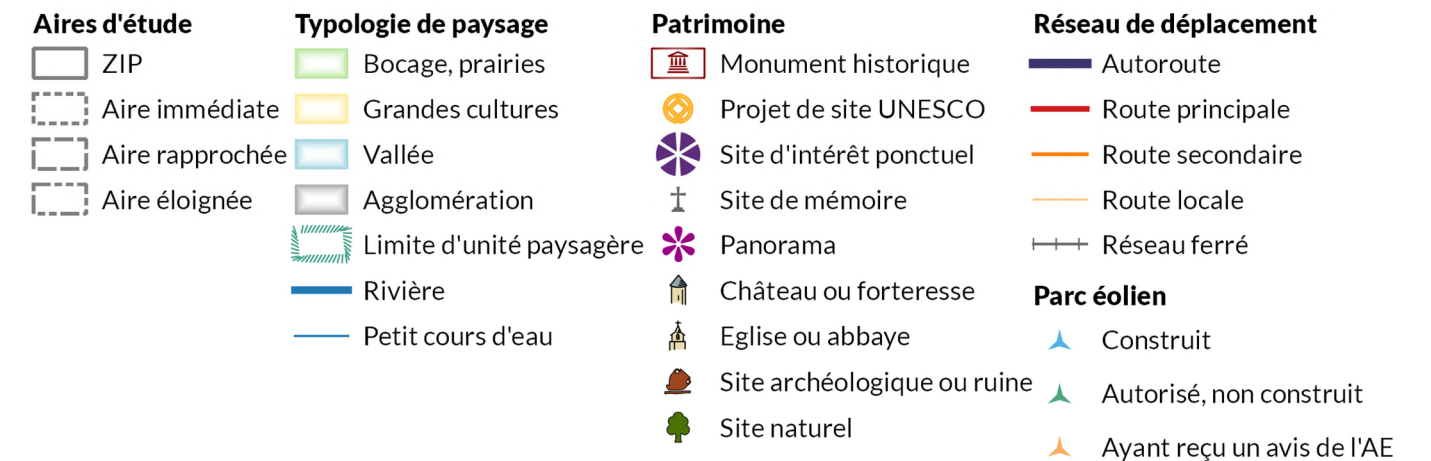 Aires d'étude
ZIP
Aire immédiate
Aire rapprochée
Aire éloignée
Typologie de paysage
Bocage, prairies
Grandes cultures
Vallée
Agglomération
Limite d'unité paysagère
Rivière
Petit cours d'eau
Patrimoine
Monument historique
Projet de site UNESCO
Site d'intérêt ponctuel
Site de mémoire
Panorama
Château ou forteresse
Eglise ou abbaye
Site archéologique ou ruine
Site naturel
Réseau de déplacement
Autoroute
Route principale
Route secondaire
Route locale
Réseau ferré
Parc éolien
Construit
Autorisé, non construit
Ayant reçu un avis de l'AE